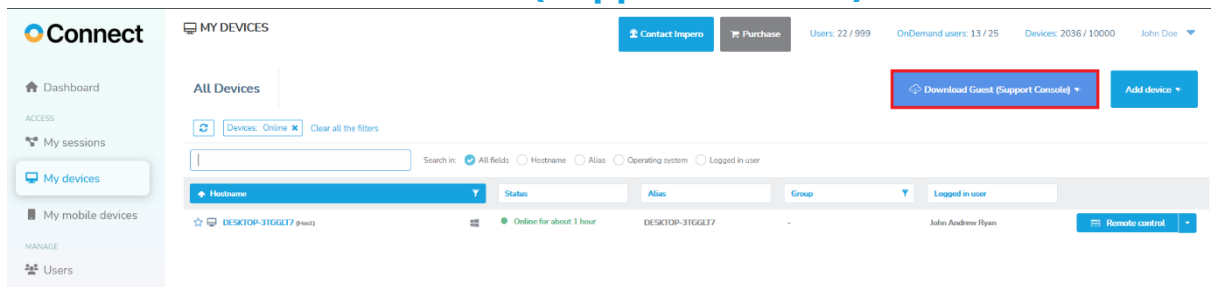 Connect
MY DEVICES
Contact Impero
Purchase
Users: 22 / 999
OnDemand users: 13 / 25
Devices: 2036 / 10000
John Doe
Dashboard
ACCESS
My sessions
My devices
My mobile devices
MANAGE
Users
All Devices
Download Guest (Support Console)
Add device
Devices: Online
Clear all the filters
Search in: All fields Hostname Alias Operating system Logged in user
Hostname Status Alias Group Logged in user
DESKTOP-3TGGLT7 (Host) Online for about 1 hour DESKTOP-3TGGLT7 - John Andrew Ryan Remote control